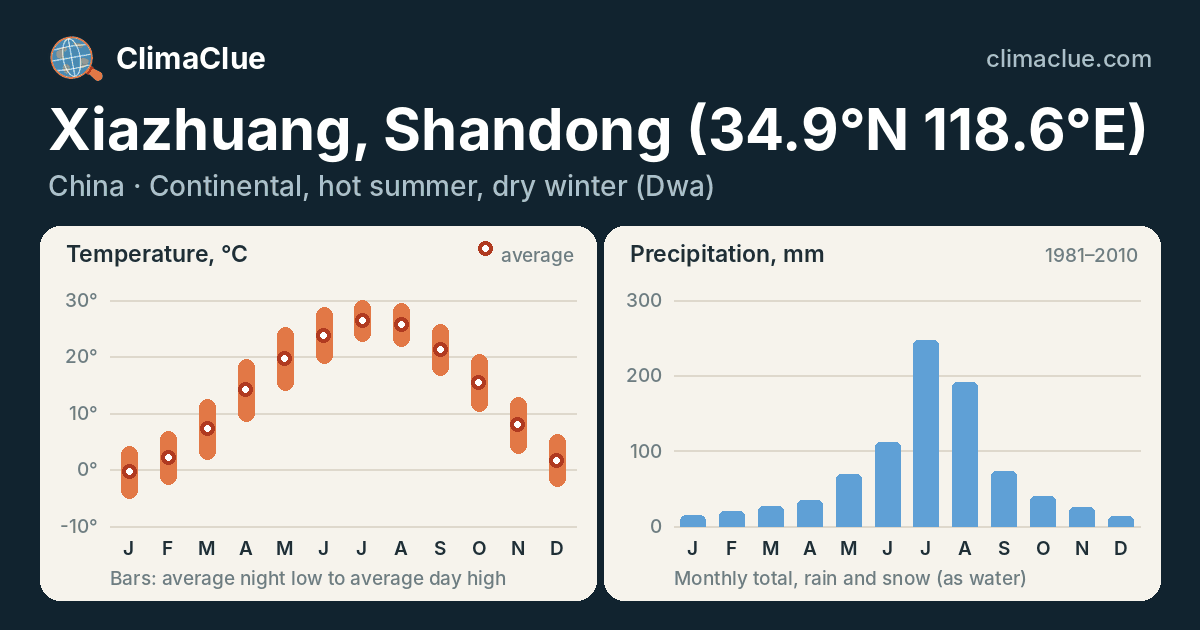 ClimaClue
climaclue.com
Xiazhuang, Shandong (34.9°N 118.6°E)
China · Continental, hot summer, dry winter (Dwa)
Temperature, °C
average
30°
20°
10°
0°
-10°
J F M A M J J A S O N D
Bars: average night low to average day high
Precipitation, mm
1981–2010
300
200
100
0
J F M A M J J A S O N D
Monthly total, rain and snow (as water)